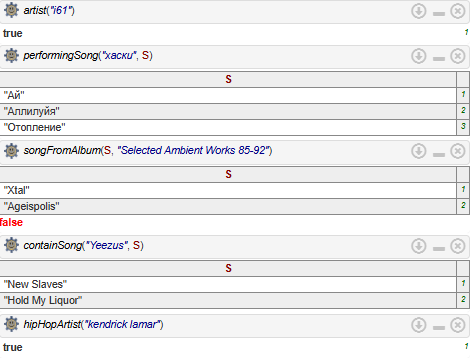 artist("i61")
true 1
performingSong("хаски", S)
S
"Ай" 1
"Аллилуйя" 2
"Отопление" 3
songFromAlbum(S, "Selected Ambient Works 85-92")
S
"Xtal" 1
"Ageispolis" 2
false
containSong("Yeezus", S)
S
"New Slaves" 1
"Hold My Liquor" 2
hipHopArtist("kendrick lamar")
true 1